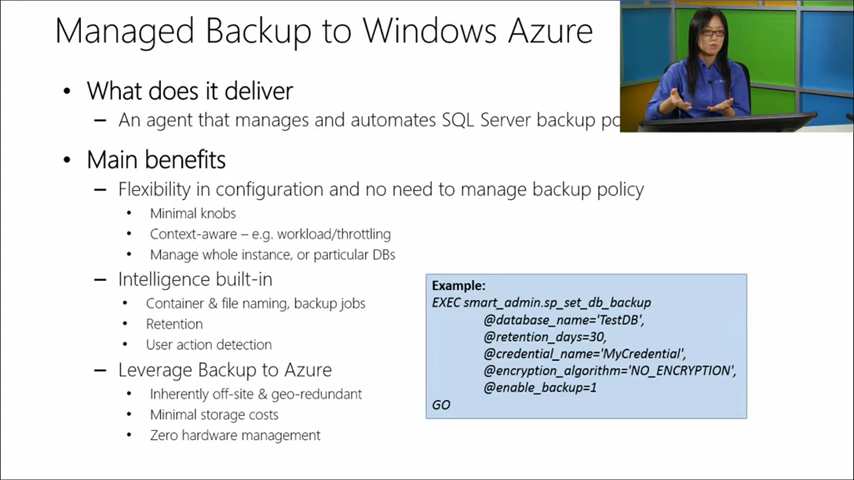 Managed Backup to Windows Azure
• What does it deliver
– An agent that manages and automates SQL Server backup
• Main benefits
– Flexibility in configuration and no need to manage backup policy
• Minimal knobs
• Context-aware – e.g. workload/throttling
• Manage whole instance, or particular DBs
– Intelligence built-in
• Container & file naming, backup jobs
• Retention
• User action detection
– Leverage Backup to Azure
• Inherently off-site & geo-redundant
• Minimal storage costs
• Zero hardware management
Example:
EXEC smart_admin.sp_set_db_backup
@database_name='TestDB',
@retention_days=30,
@credential_name='MyCredential',
@encryption_algorithm='NO_ENCRYPTION',
@enable_backup=1
GO